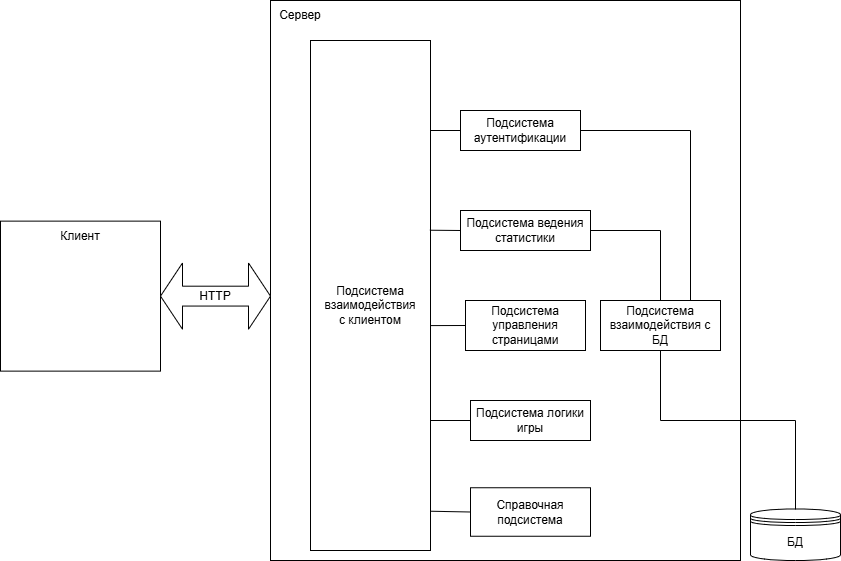 Сервер
Подсистема
аутентификации
Подсистема ведения
статистики
Клиент
HTTP
Подсистема
взаимодействия
с клиентом
Подсистема
управления
страницами
Подсистема
взаимодействия с
БД
Подсистема логики
игры
Справочная
подсистема
БД